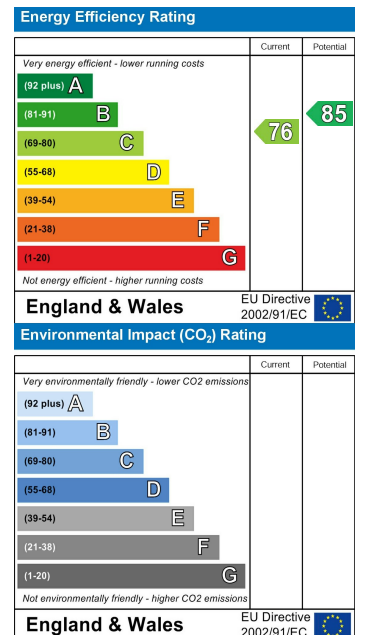 Energy Efficiency Rating
Current Potential
Very energy efficient - lower running costs
(92 plus) A
(81-91) B
(69-80) C
(55-68) D
(39-54) E
(21-38) F
(1-20) G
76
85
Not energy efficient - higher running costs
England & Wales
EU Directive
2002/91/EC
Environmental Impact (CO₂) Rating
Current Potential
Very environmentally friendly - lower CO2 emissions
(92 plus) A
(81-91) B
(69-80) C
(55-68) D
(39-54) E
(21-38) F
(1-20) G
Not environmentally friendly - higher CO2 emissions
England & Wales
EU Directive
2002/91/EC